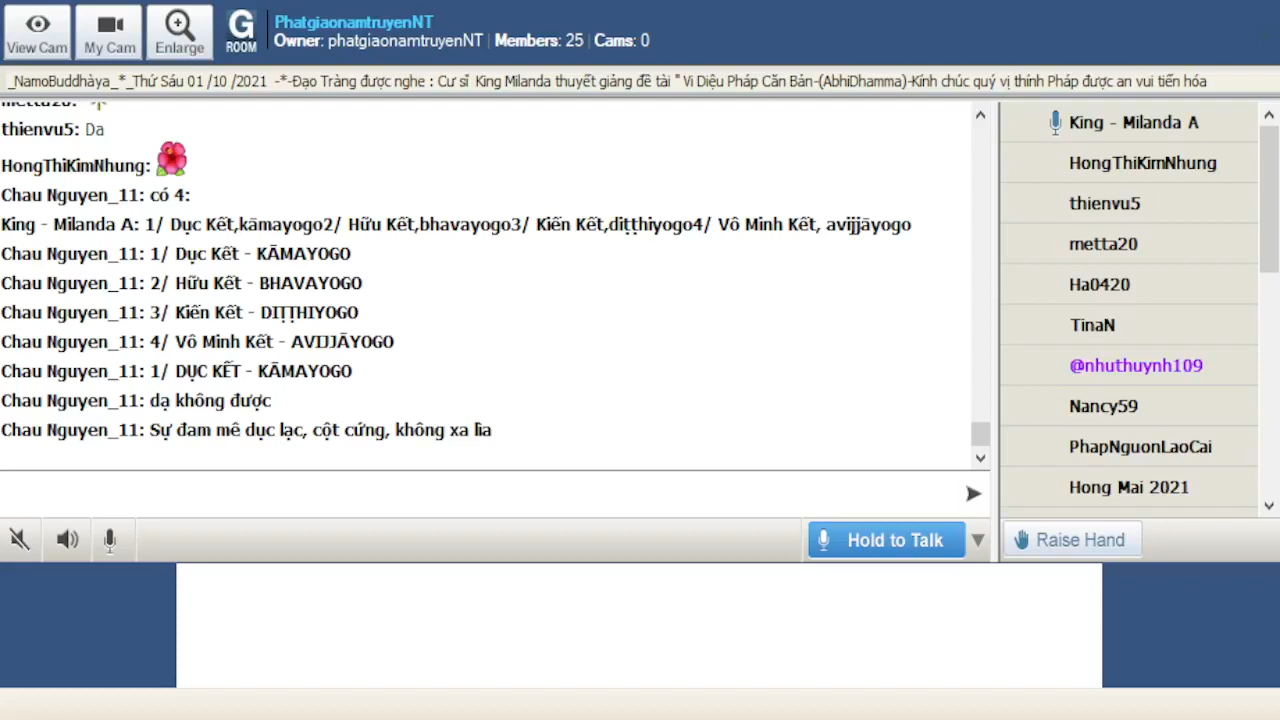 View Cam
My Cam
Enlarge
G
ROOM
PhatgiaonamtruyenNT
Owner: phatgiaonamtruyenNT | Members: 25 | Cams: 0
_NamoBuddhàya_*_Thứ Sáu 01 /10 /2021 -*-Đạo Tràng được nghe : Cư sĩ King Milanda thuyết giảng đề tài " Vi Diệu Pháp Căn Bản-(AbhiDhamma)-Kính chúc quý vị thính Pháp được an vui tiến hóa
metta20:
thienvu5: Da
HongThiKimNhung:
Chau Nguyen_11: có 4:
King - Milanda A: 1/ Dục Kết,kāmayogo2/ Hữu Kết,bhavayogo3/ Kiến Kết,diṭṭhiyogo4/ Vô Minh Kết, avijjāyogo
Chau Nguyen_11: 1/ Dục Kết - KĀMAYOGO
Chau Nguyen_11: 2/ Hữu Kết - BHAVAYOGO
Chau Nguyen_11: 3/ Kiến Kết - DIṬṬHIYOGO
Chau Nguyen_11: 4/ Vô Minh Kết - AVIJJĀYOGO
Chau Nguyen_11: 1/ DỤC KẾT - KĀMAYOGO
Chau Nguyen_11: dạ không được
Chau Nguyen_11: Sự đam mê dục lạc, cột cứng, không xa lìa
King - Milanda A
HongThiKimNhung
thienvu5
metta20
Ha0420
TinaN
@nhuthuynh109
Nancy59
PhapNguonLaoCai
Hong Mai 2021
Hold to Talk
Raise Hand